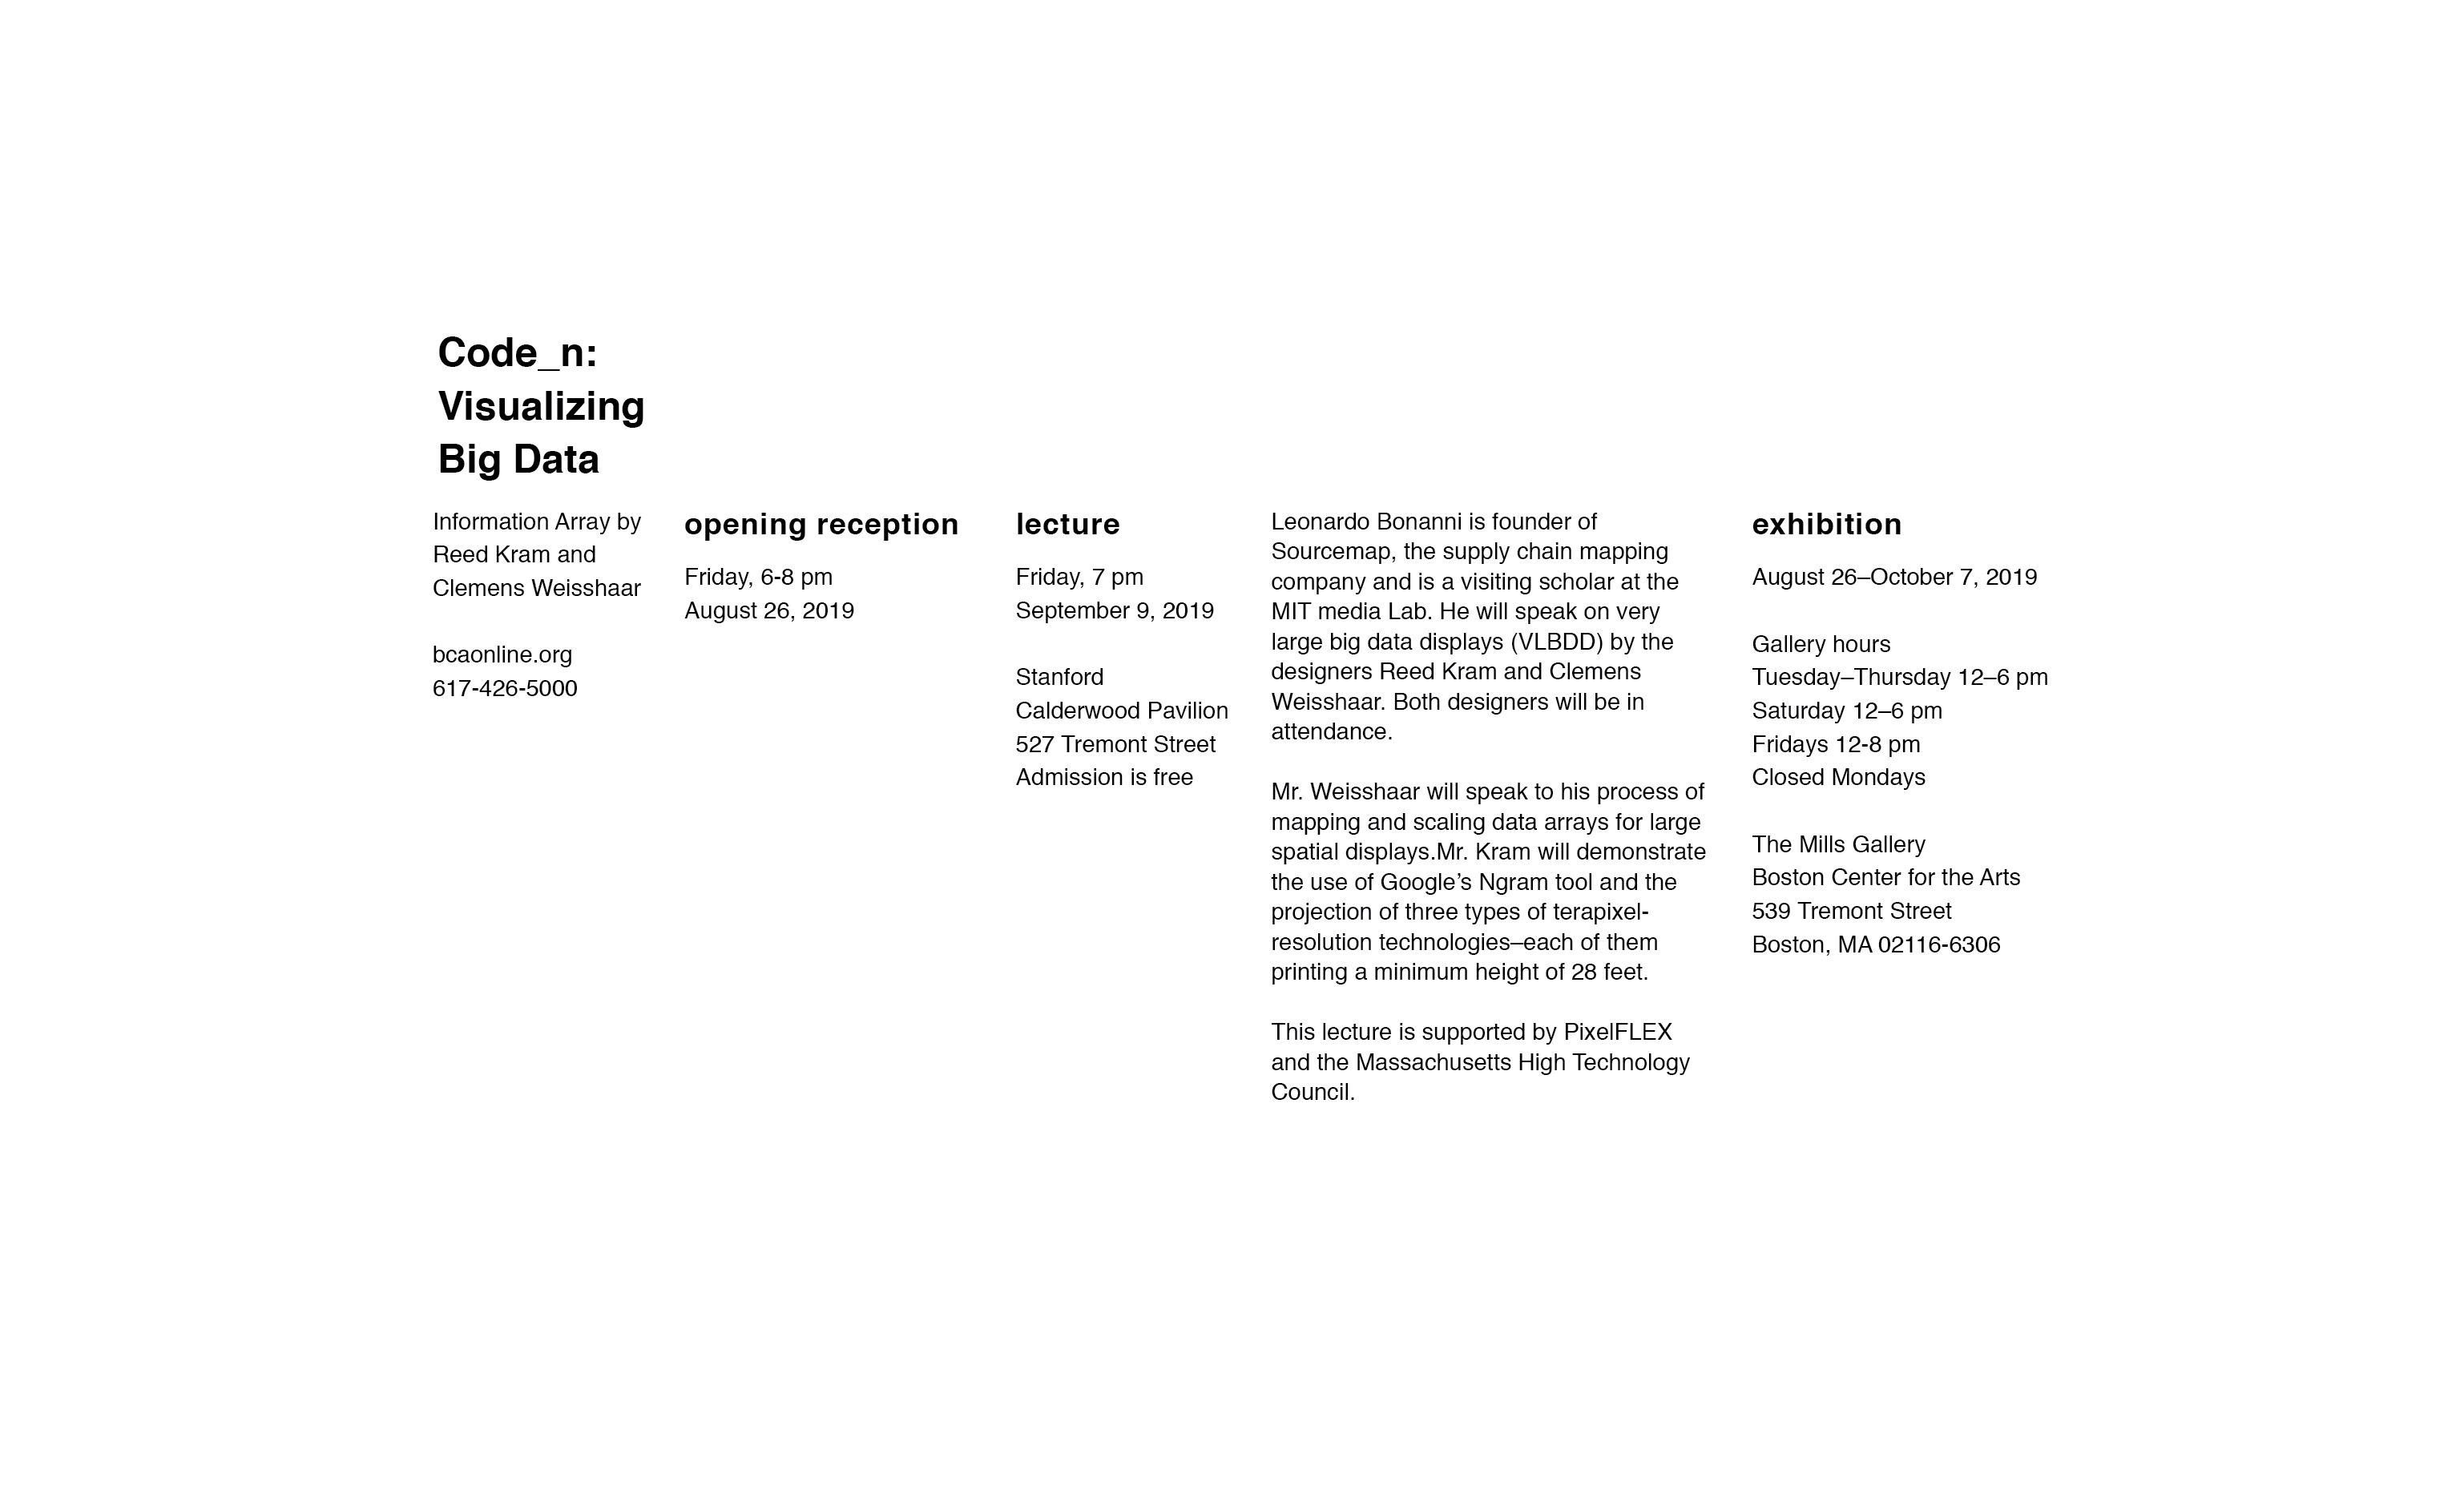 Code_n:
Visualizing
Big Data
Information Array by
Reed Kram and
Clemens Weisshaar
bcaonline.org
617-426-5000
opening reception
Friday, 6-8 pm
August 26, 2019
lecture
Friday, 7 pm
September 9, 2019
Stanford
Calderwood Pavilion
527 Tremont Street
Admission is free
Leonardo Bonanni is founder of
Sourcemap, the supply chain mapping
company and is a visiting scholar at the
MIT media Lab. He will speak on very
large big data displays (VLBDD) by the
designers Reed Kram and Clemens
Weisshaar. Both designers will be in
attendance.
Mr. Weisshaar will speak to his process of
mapping and scaling data arrays for large
spatial displays.Mr. Kram will demonstrate
the use of Google’s Ngram tool and the
projection of three types of terapixel-
resolution technologies–each of them
printing a minimum height of 28 feet.
This lecture is supported by PixelFLEX
and the Massachusetts High Technology
Council.
exhibition
August 26–October 7, 2019
Gallery hours
Tuesday–Thursday 12–6 pm
Saturday 12–6 pm
Fridays 12-8 pm
Closed Mondays
The Mills Gallery
Boston Center for the Arts
539 Tremont Street
Boston, MA 02116-6306